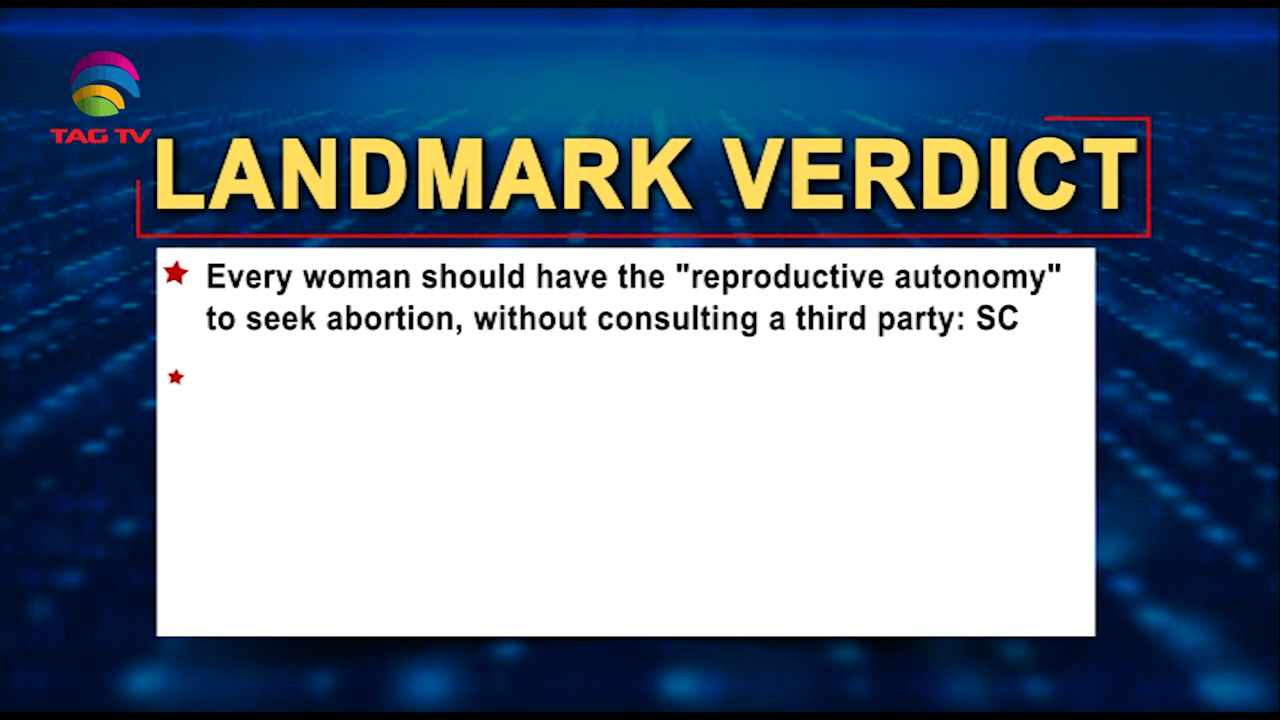 TAG TV
LANDMARK VERDICT
Every woman should have the "reproductive autonomy"
to seek abortion, without consulting a third party: SC